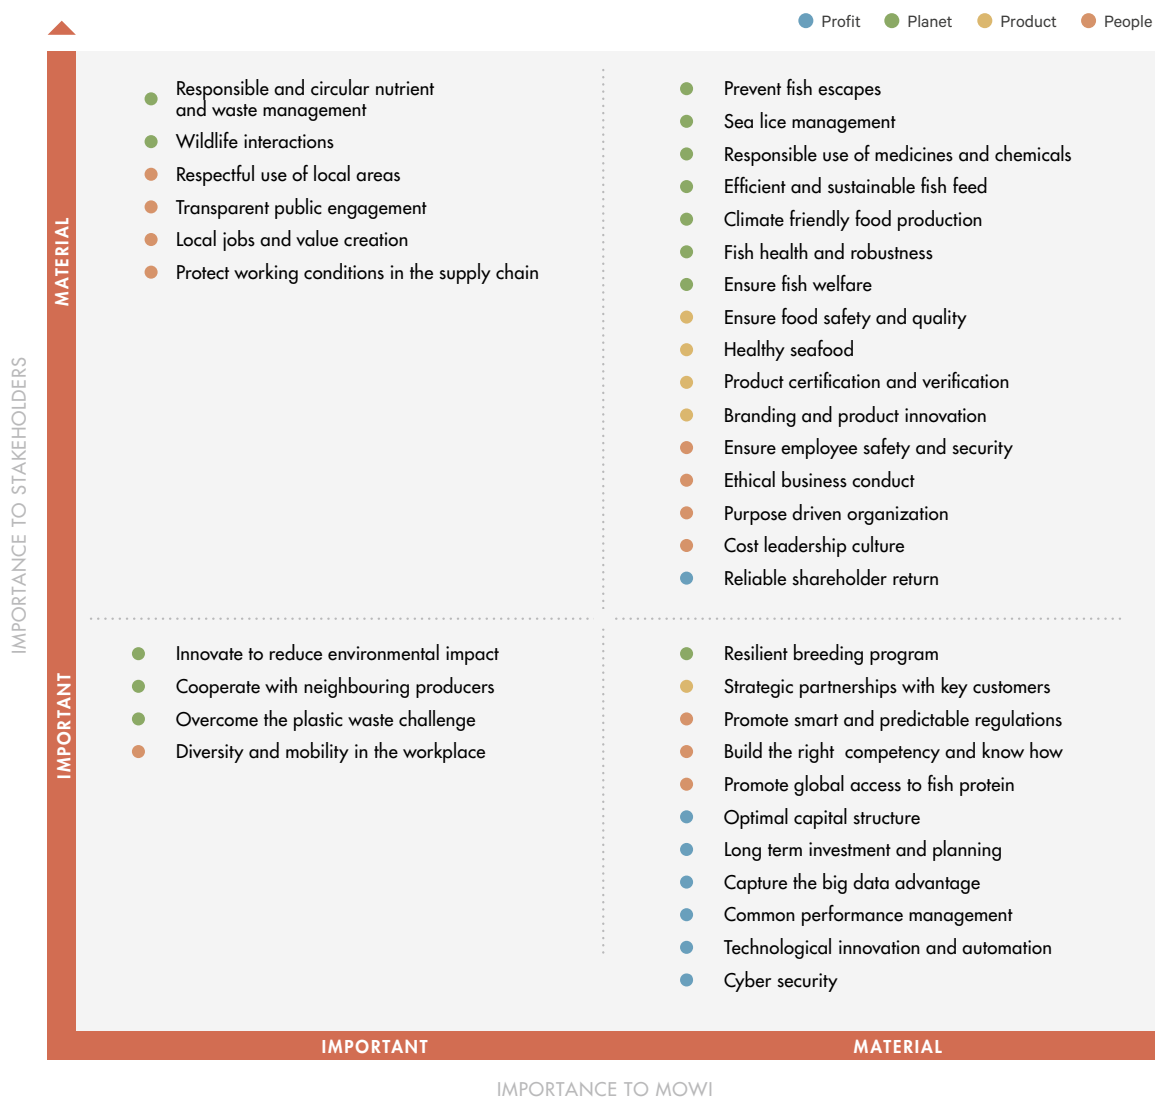 Profit
Planet
Product
People
Responsible and circular nutrient
and waste management
Wildlife interactions
Respectful use of local areas
Transparent public engagement
Local jobs and value creation
Protect working conditions in the supply chain
Prevent fish escapes
Sea lice management
Responsible use of medicines and chemicals
Efficient and sustainable fish feed
Climate friendly food production
Fish health and robustness
Ensure fish welfare
Ensure food safety and quality
Healthy seafood
Product certification and verification
Branding and product innovation
Ensure employee safety and security
Ethical business conduct
Purpose driven organization
Cost leadership culture
Reliable shareholder return
MATERIAL
IMPORTANCE TO STAKEHOLDERS
IMPORTANT
Innovate to reduce environmental impact
Cooperate with neighbouring producers
Overcome the plastic waste challenge
Diversity and mobility in the workplace
Resilient breeding program
Strategic partnerships with key customers
Promote smart and predictable regulations
Build the right  competency and know how
Promote global access to fish protein
Optimal capital structure
Long term investment and planning
Capture the big data advantage
Common performance management
Technological innovation and automation
Cyber security
IMPORTANT
MATERIAL
IMPORTANCE TO MOWI